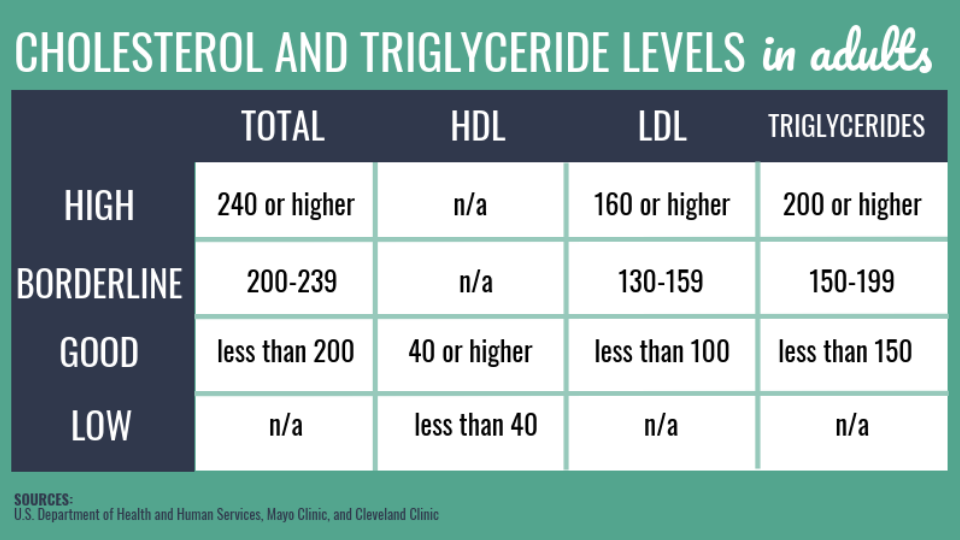 CHOLESTEROL AND TRIGLYCERIDE LEVELS in adults
TOTAL HDL LDL TRIGLYCERIDES
HIGH 240 or higher n/a 160 or higher 200 or higher
BORDERLINE 200-239 n/a 130-159 150-199
GOOD less than 200 40 or higher less than 100 less than 150
LOW n/a less than 40 n/a n/a
SOURCES:
U.S. Department of Health and Human Services, Mayo Clinic, and Cleveland Clinic